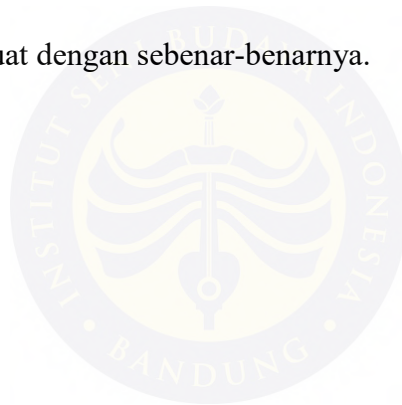 uat dengan sebenar-benarnya.
INSTITUT SENI BUDAYA INDONESIA
BANDUNG